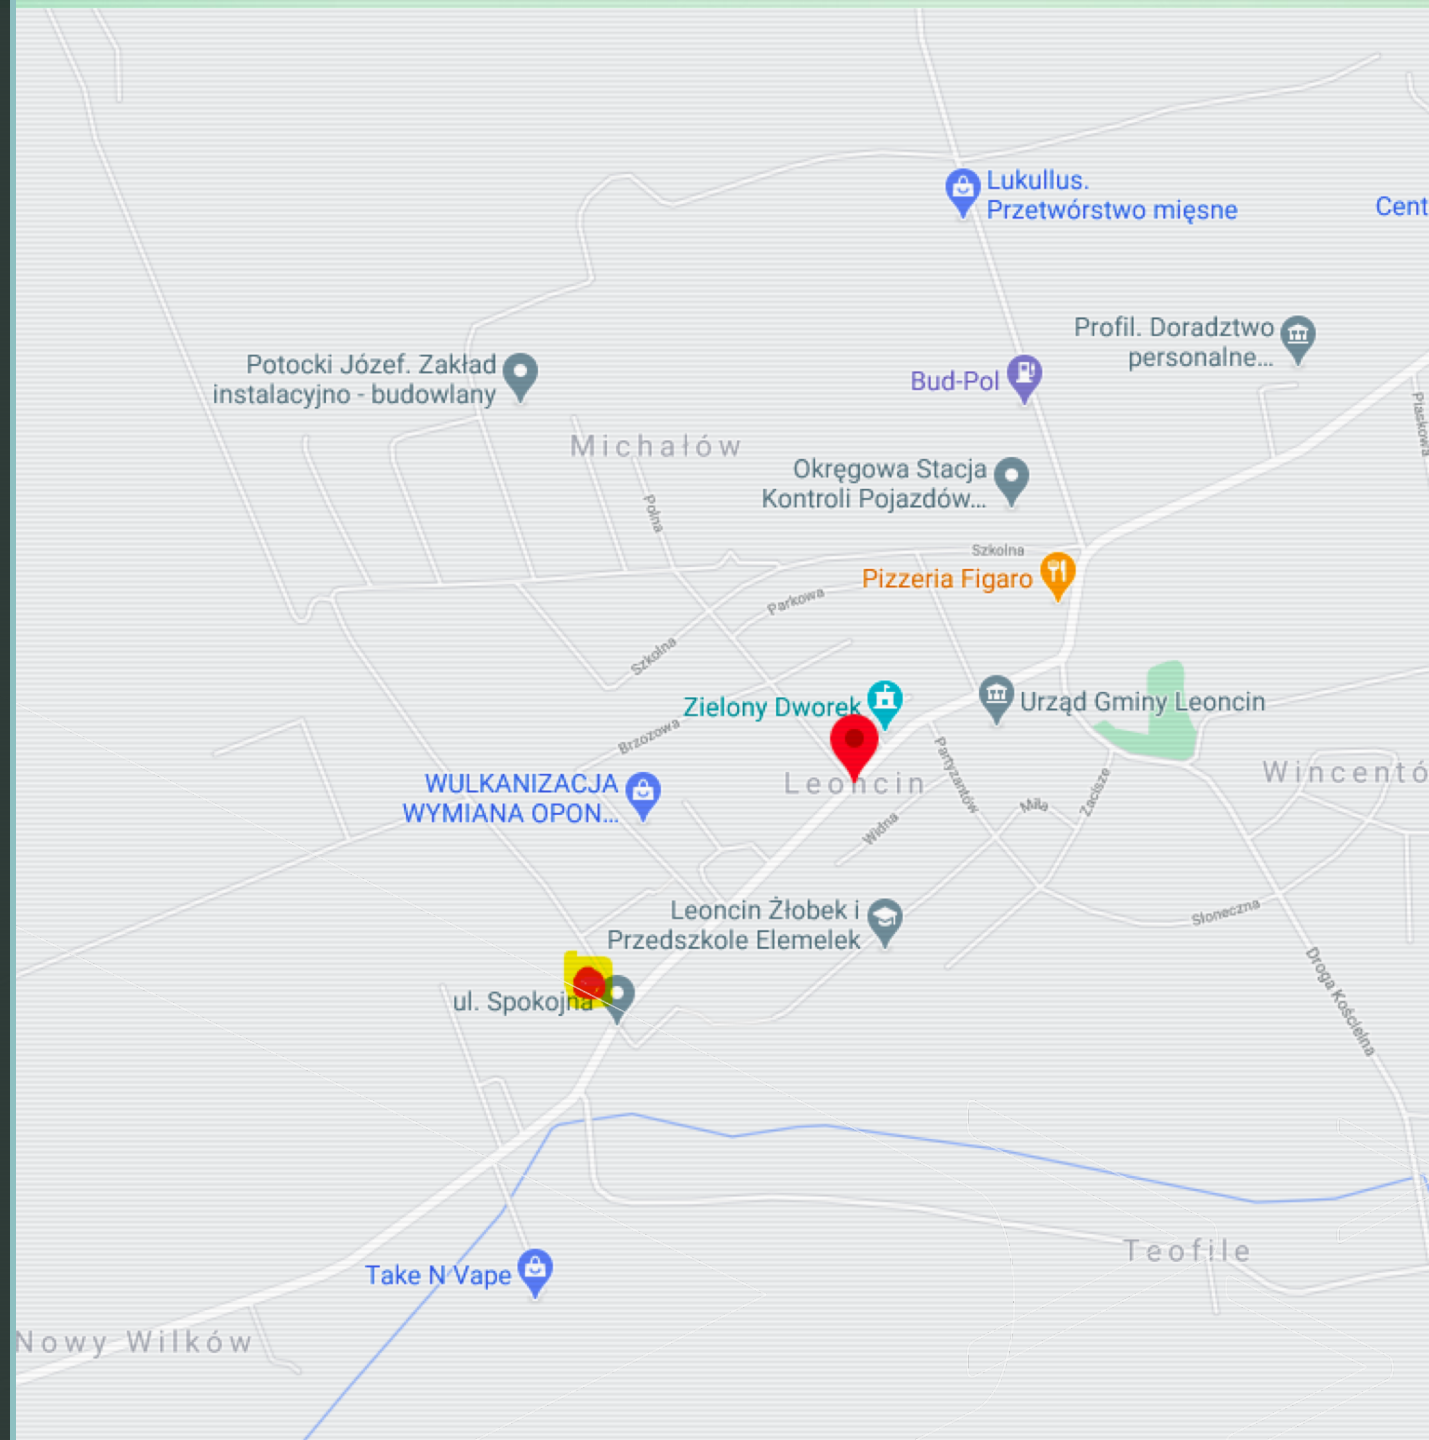 Lukullus.
Przetwórstwo mięsne
Cent
Profil. Doradztwo
personalne...
Potocki Józef. Zakład
instalacyjno - budowlany
Bud-Pol
Piaskowa
Michałów
Okręgowa Stacja
Kontroli Pojazdów...
Polna
Szkolna
Pizzeria Figaro
Parkowa
Szkolna
Zielony Dworek
Urząd Gminy Leoncin
Brzozowa
Partyzantów
WULKANIZACJA
WYMIANA OPON...
Leoncin
Wincentó
Zacisze
Miła
Widna
Leoncin Żłobek i
Przedszkole Elemelek
Słoneczna
ul. Spokojna
Droga Kościelna
Teofile
Take N Vape
Nowy Wilków